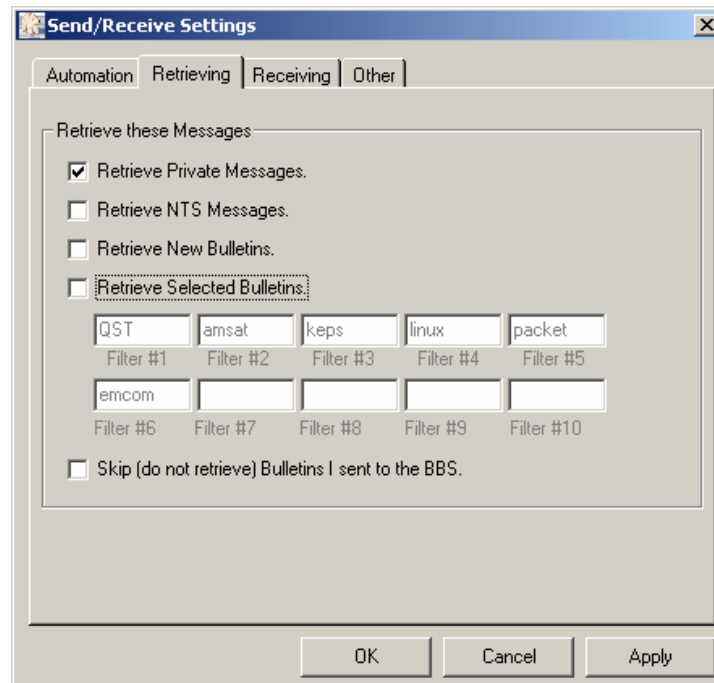 Send/Receive Settings
Automation Retrieving Receiving Other
Retrieve these Messages
Retrieve Private Messages.
Retrieve NTS Messages.
Retrieve New Bulletins.
Retrieve Selected Bulletins.
QST amsat keps linux packet
Filter #1 Filter #2 Filter #3 Filter #4 Filter #5
emcom
Filter #6 Filter #7 Filter #8 Filter #9 Filter #10
Skip (do not retrieve) Bulletins I sent to the BBS.
OK Cancel Apply